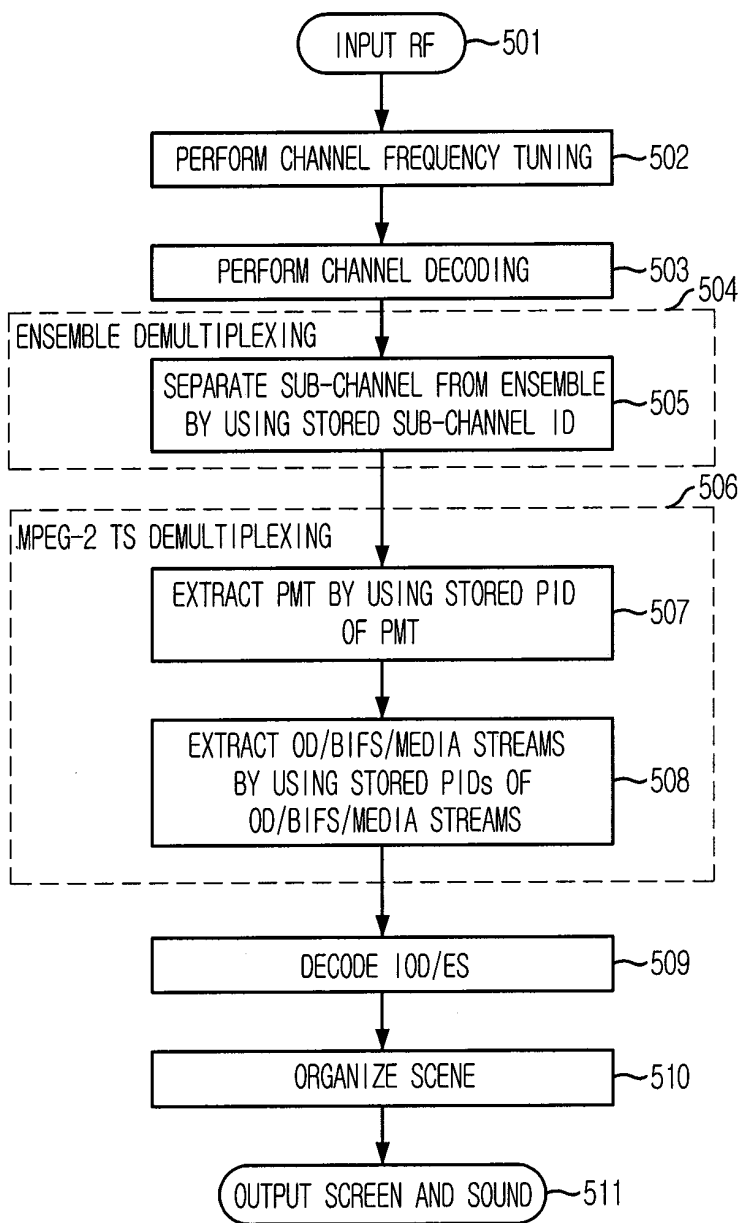 INPUT RF
501
PERFORM CHANNEL FREQUENCY TUNING
502
PERFORM CHANNEL DECODING
503
504
ENSEMBLE DEMULTIPLEXING
SEPARATE SUB-CHANNEL FROM ENSEMBLE
BY USING STORED SUB-CHANNEL ID
505
506
MPEG-2 TS DEMULTIPLEXING
EXTRACT PMT BY USING STORED PID
OF PMT
507
EXTRACT OD/BIFS/MEDIA STREAMS
BY USING STORED PIDs OF
OD/BIFS/MEDIA STREAMS
508
DECODE IOD/ES
509
ORGANIZE SCENE
510
OUTPUT SCREEN AND SOUND
511